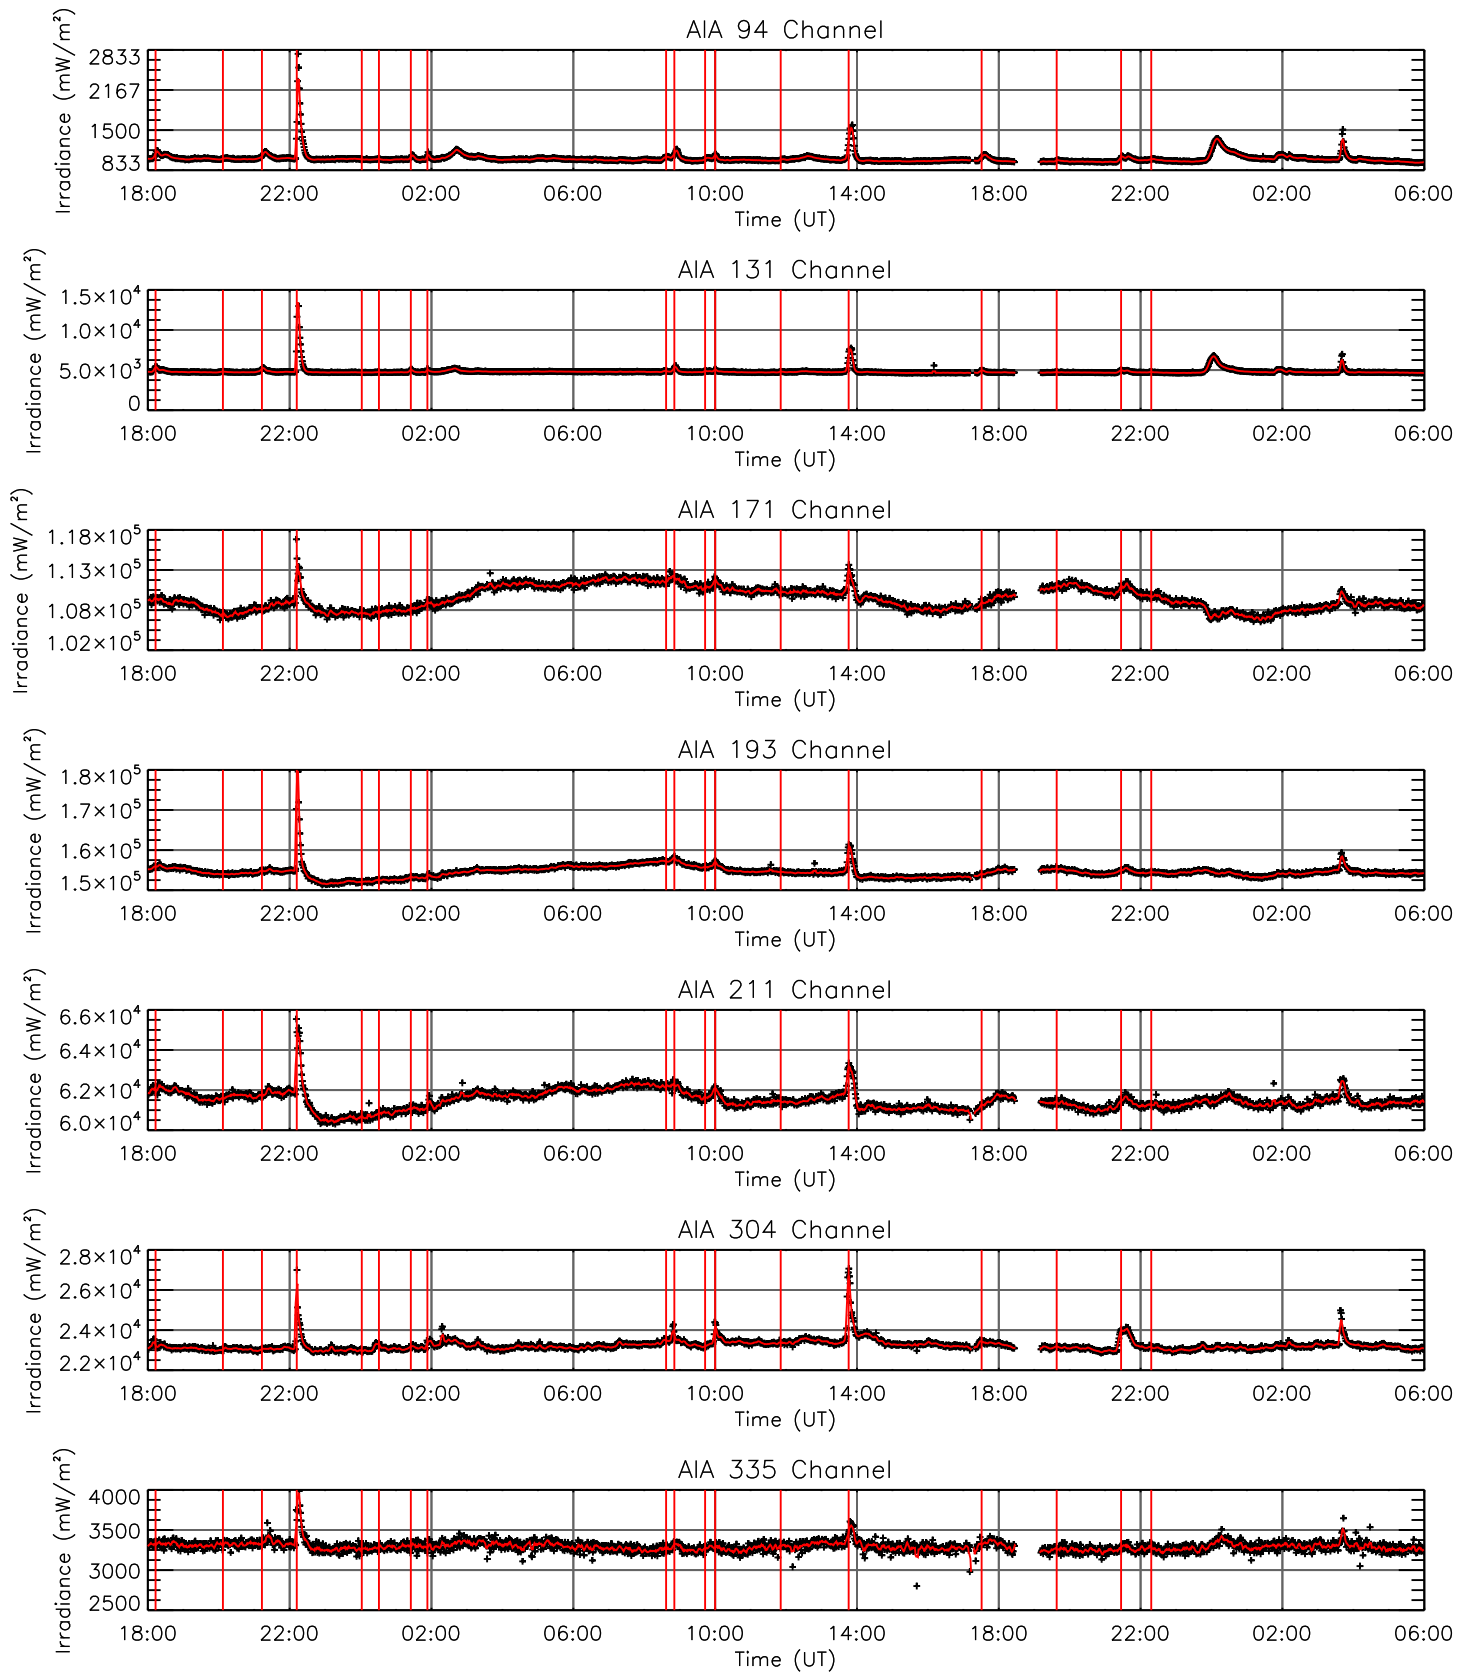 AIA 94 Channel
Irradiance (mW/m²)
2833
2167
1500
833
18:00 22:00 02:00 06:00 10:00 14:00 18:00 22:00 02:00 06:00
Time (UT)
AIA 131 Channel
Irradiance (mW/m²)
1.5×10⁴
1.0×10⁴
5.0×10³
0
18:00 22:00 02:00 06:00 10:00 14:00 18:00 22:00 02:00 06:00
Time (UT)
AIA 171 Channel
Irradiance (mW/m²)
1.18×10⁵
1.13×10⁵
1.08×10⁵
1.02×10⁵
18:00 22:00 02:00 06:00 10:00 14:00 18:00 22:00 02:00 06:00
Time (UT)
AIA 193 Channel
Irradiance (mW/m²)
1.8×10⁵
1.7×10⁵
1.6×10⁵
1.5×10⁵
18:00 22:00 02:00 06:00 10:00 14:00 18:00 22:00 02:00 06:00
Time (UT)
AIA 211 Channel
Irradiance (mW/m²)
6.6×10⁴
6.4×10⁴
6.2×10⁴
6.0×10⁴
18:00 22:00 02:00 06:00 10:00 14:00 18:00 22:00 02:00 06:00
Time (UT)
AIA 304 Channel
Irradiance (mW/m²)
2.8×10⁴
2.6×10⁴
2.4×10⁴
2.2×10⁴
18:00 22:00 02:00 06:00 10:00 14:00 18:00 22:00 02:00 06:00
Time (UT)
AIA 335 Channel
Irradiance (mW/m²)
4000
3500
3000
2500
18:00 22:00 02:00 06:00 10:00 14:00 18:00 22:00 02:00 06:00
Time (UT)